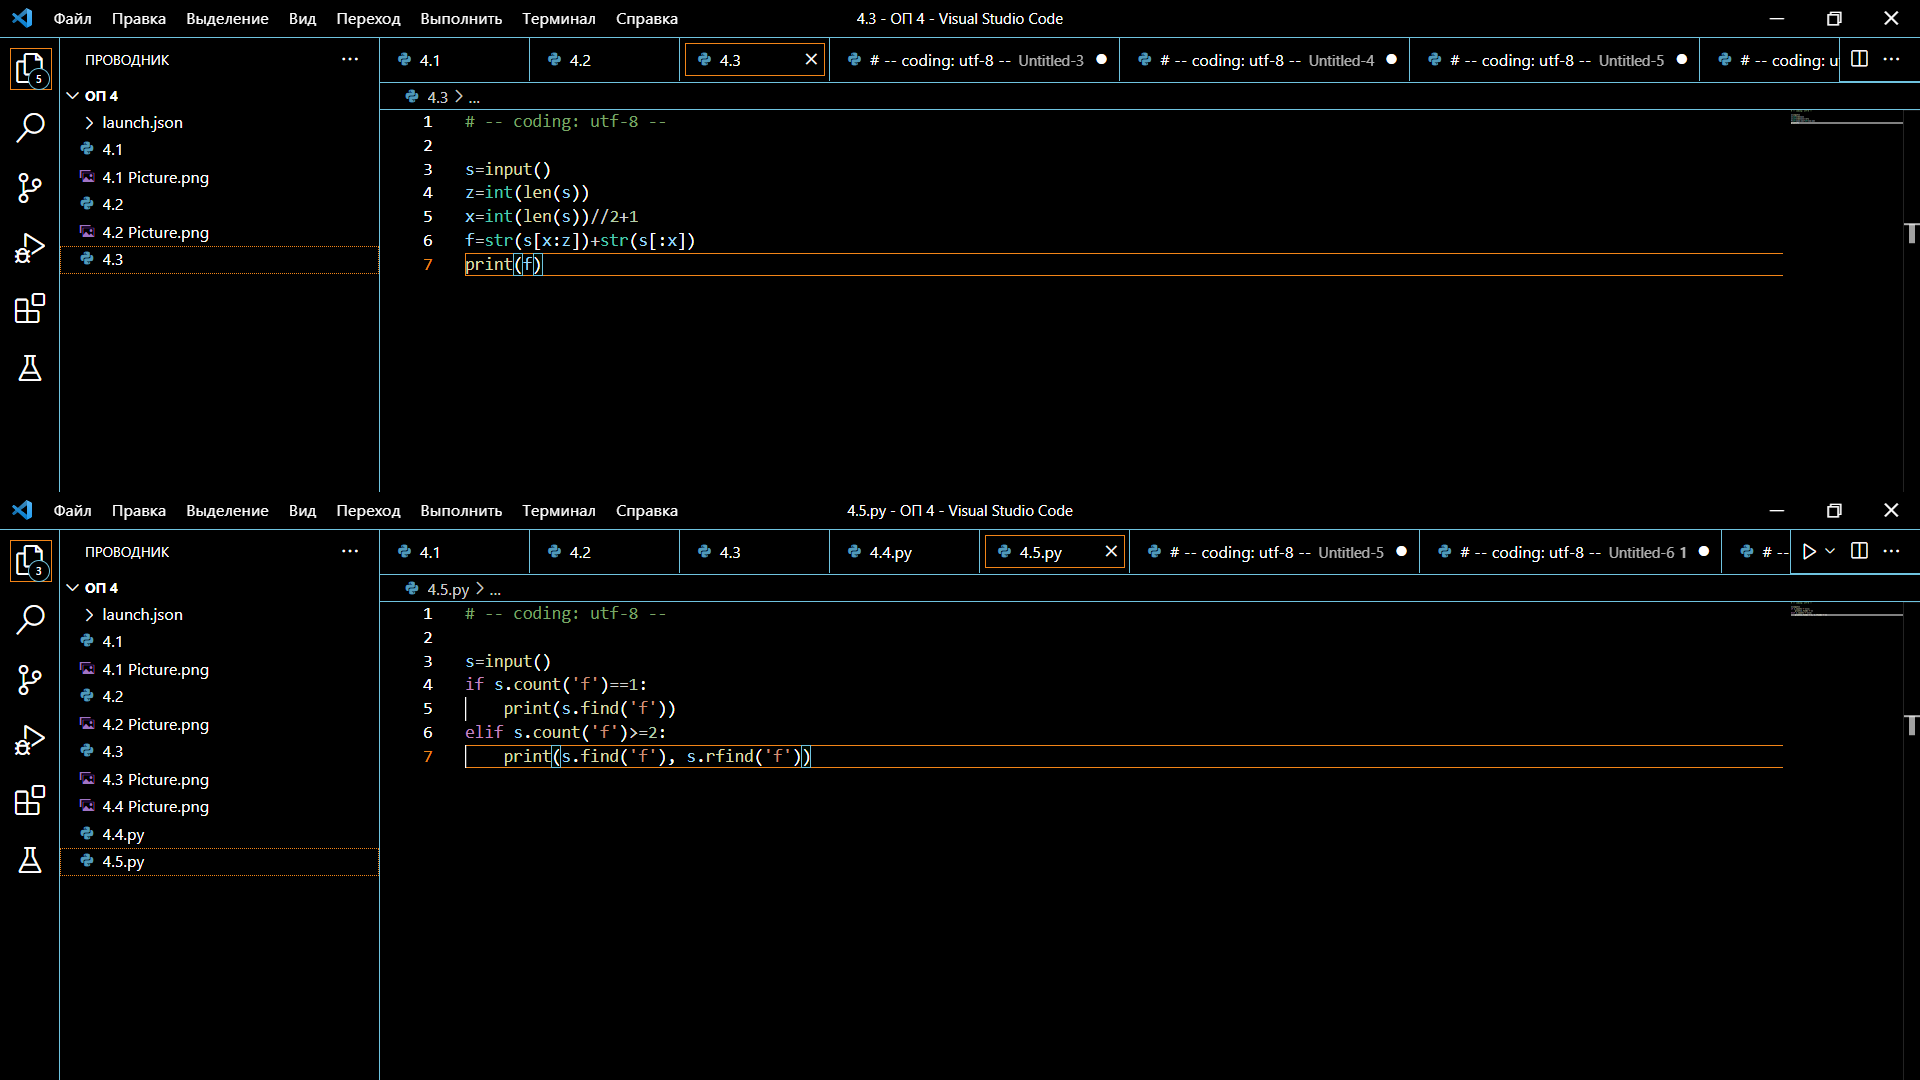 Файл Правка Выделение Вид Переход Выполнить Терминал Справка 4.3 - ОП 4 - Visual Studio Code
5 ПРОВОДНИК ... 4.1 4.2 4.3 # -- coding: utf-8 -- Untitled-3 # -- coding: utf-8 -- Untitled-4 # -- coding: utf-8 -- Untitled-5 # -- coding: u ...
ОП 4 4.3 > ...
launch.json
4.1
4.1 Picture.png
4.2
4.2 Picture.png
4.3
1 # -- coding: utf-8 --
2
3 s=input()
4 z=int(len(s))
5 x=int(len(s))//2+1
6 f=str(s[x:z])+str(s[:x])
7 print(f)
Файл Правка Выделение Вид Переход Выполнить Терминал Справка 4.5.py - ОП 4 - Visual Studio Code
3 ПРОВОДНИК ... 4.1 4.2 4.3 4.4.py 4.5.py # -- coding: utf-8 -- Untitled-5 # -- coding: utf-8 -- Untitled-6 1 # -- ...
ОП 4 4.5.py > ...
launch.json
4.1
4.1 Picture.png
4.2
4.2 Picture.png
4.3
4.3 Picture.png
4.4 Picture.png
4.4.py
4.5.py
1 # -- coding: utf-8 --
2
3 s=input()
4 if s.count('f')==1:
5     print(s.find('f'))
6 elif s.count('f')>=2:
7     print(s.find('f'), s.rfind('f'))